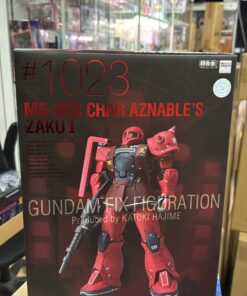 #1023
CHAR AZNABLE'S
ZAKU I
GUNDAM FIX FIGURATION
Produced by KATOKI HAJIME